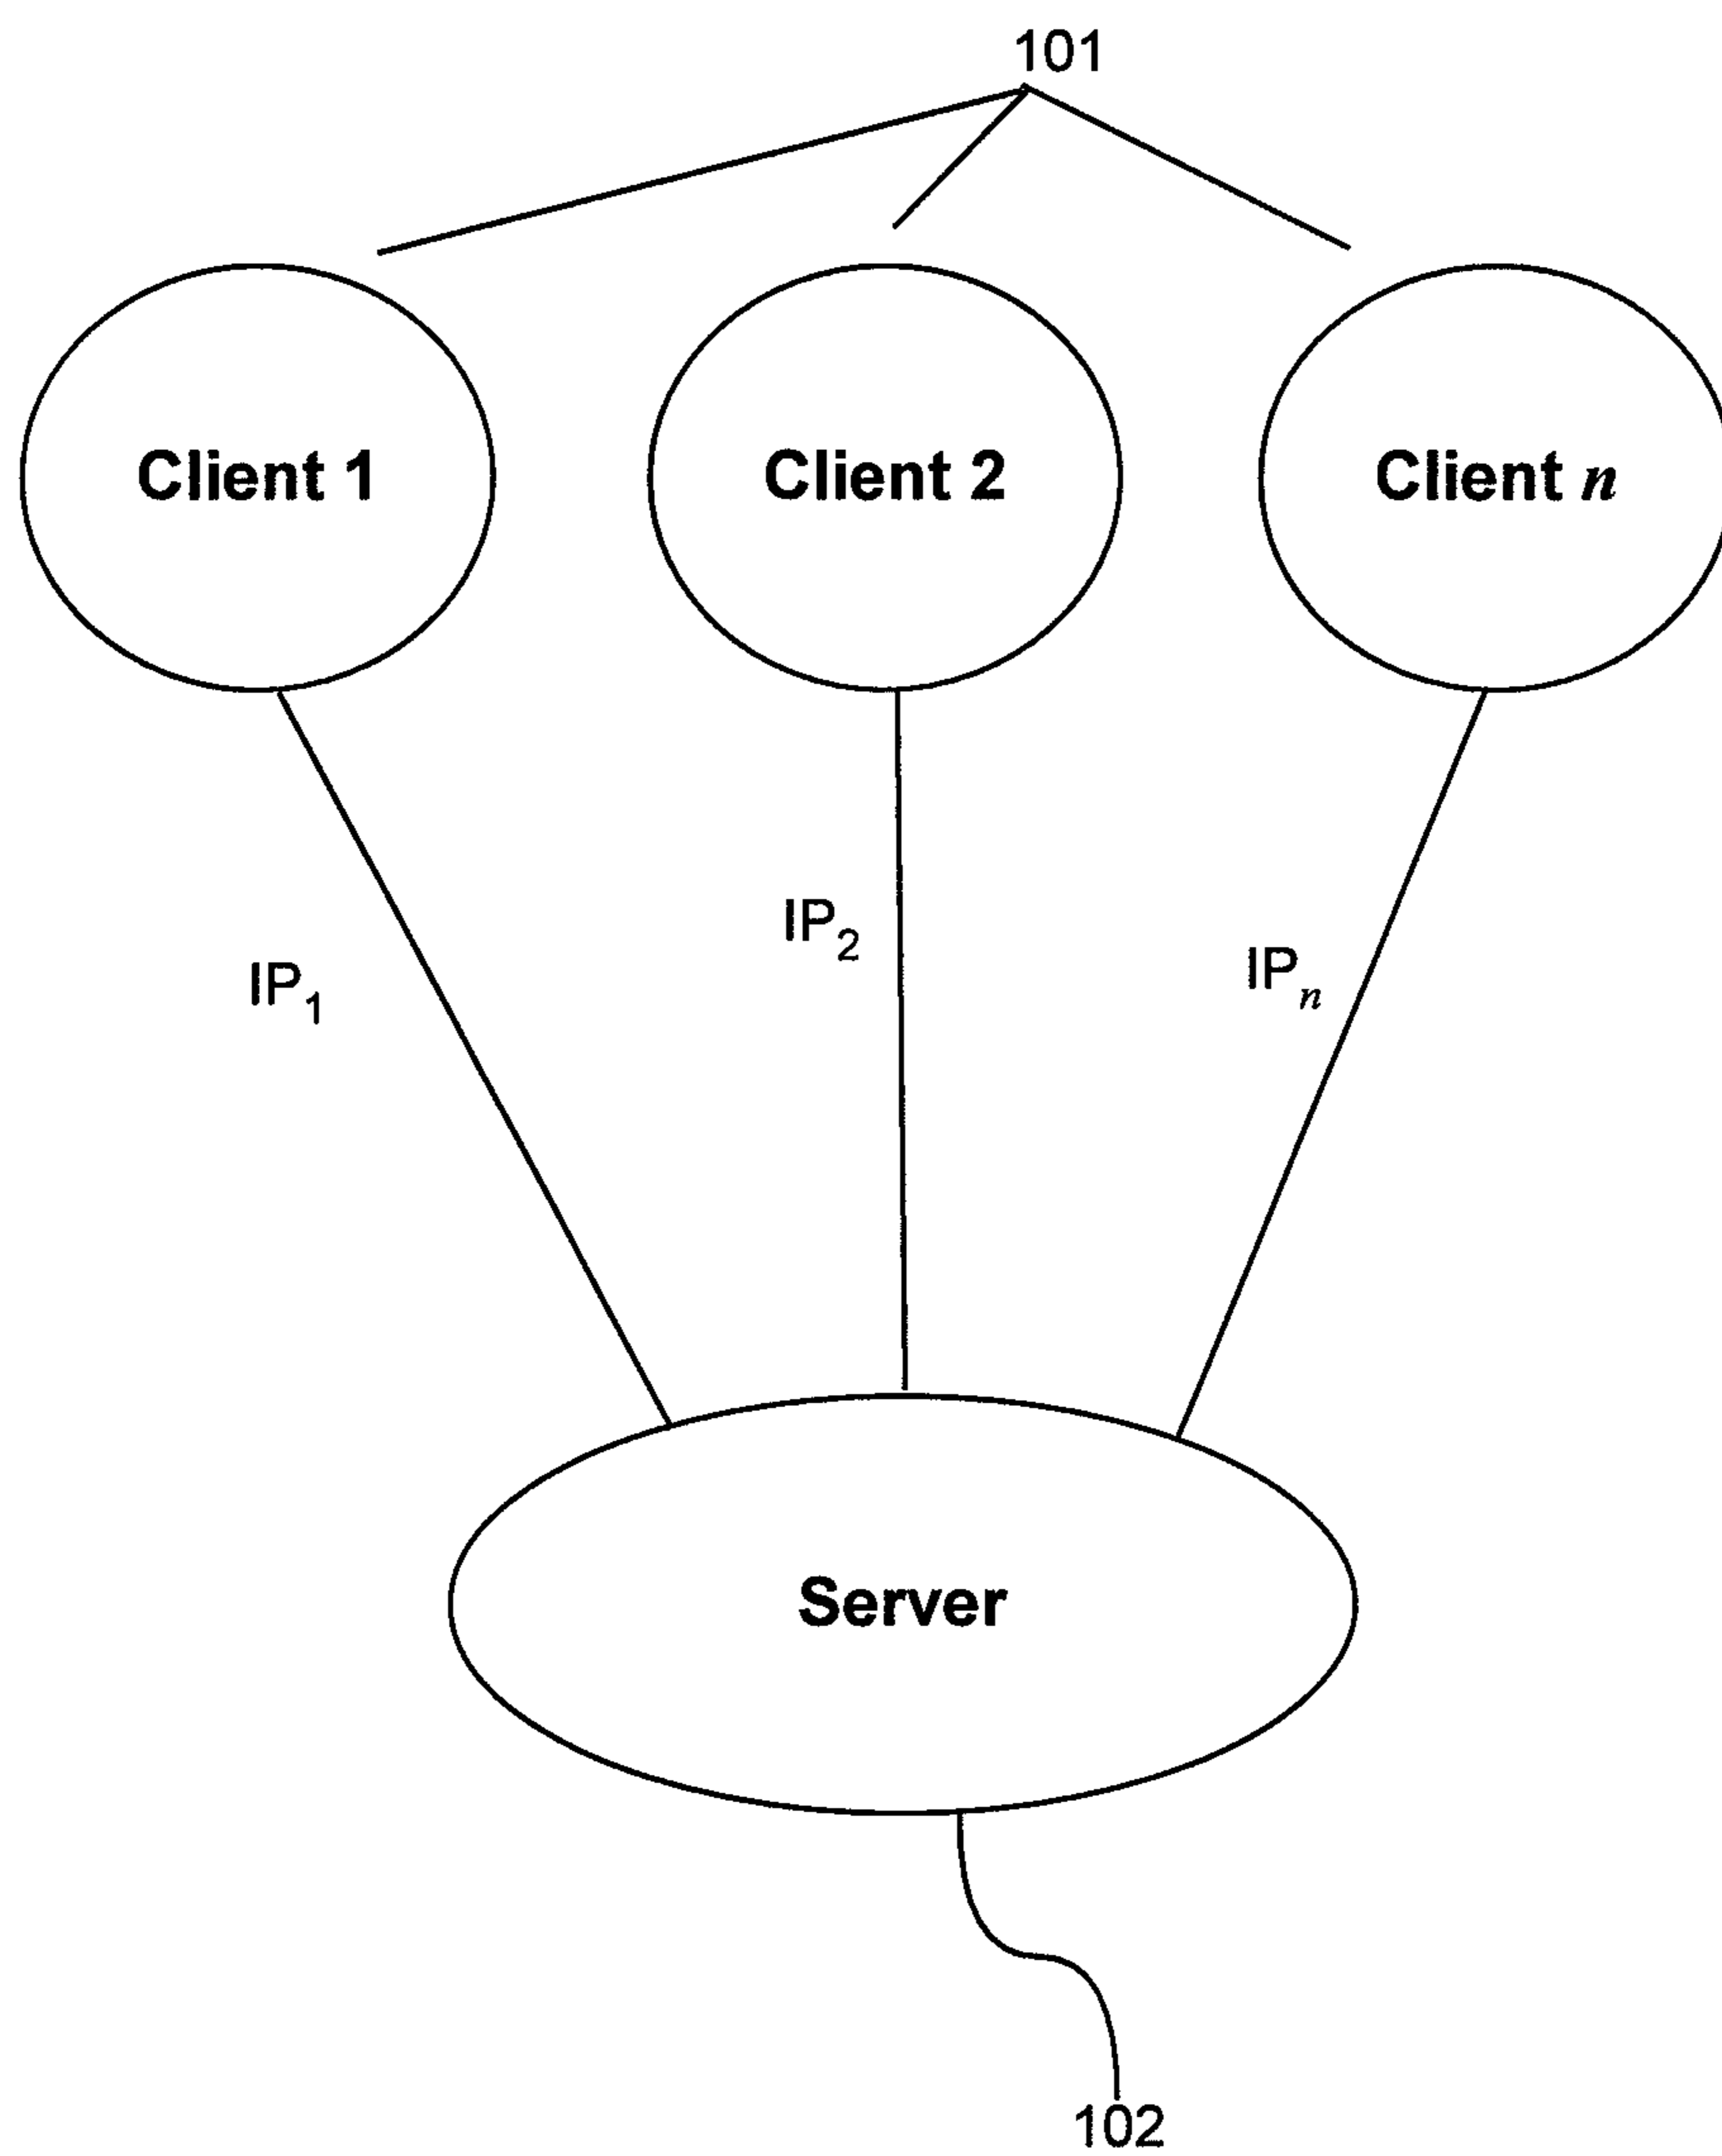 101
Client 1 Client 2 Client n
IP2
IP1 IPn
Server
102